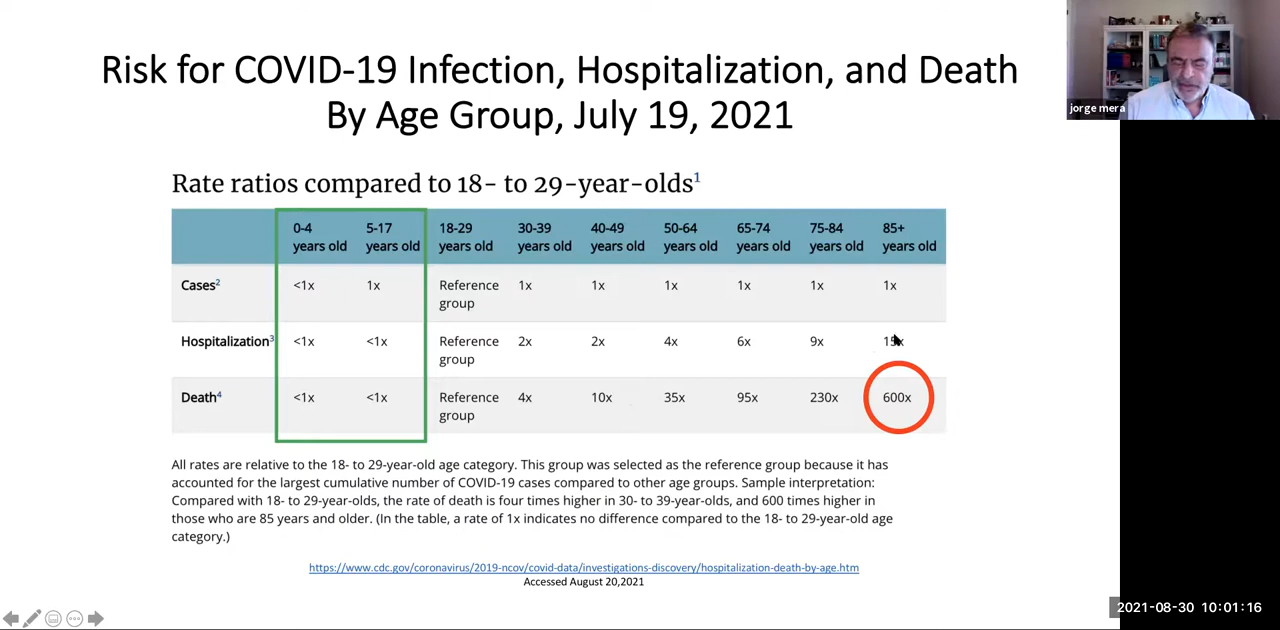 Risk for COVID-19 Infection, Hospitalization, and Death
By Age Group, July 19, 2021
jorge mera
Rate ratios compared to 18- to 29-year-olds1
0-4 years old 5-17 years old 18-29 years old 30-39 years old 40-49 years old 50-64 years old 65-74 years old 75-84 years old 85+ years old
Cases2 <1x 1x Reference group 1x 1x 1x 1x 1x 1x
Hospitalization3 <1x <1x Reference group 2x 2x 4x 6x 9x 15x
Death4 <1x <1x Reference group 4x 10x 35x 95x 230x 600x
All rates are relative to the 18- to 29-year-old age category. This group was selected as the reference group because it has
accounted for the largest cumulative number of COVID-19 cases compared to other age groups. Sample interpretation:
Compared with 18- to 29-year-olds, the rate of death is four times higher in 30- to 39-year-olds, and 600 times higher in
those who are 85 years and older. (In the table, a rate of 1x indicates no difference compared to the 18- to 29-year-old age
category.)
https://www.cdc.gov/coronavirus/2019-ncov/covid-data/investigations-discovery/hospitalization-death-by-age.htm
Accessed August 20,2021
2021-08-30 10:01:16